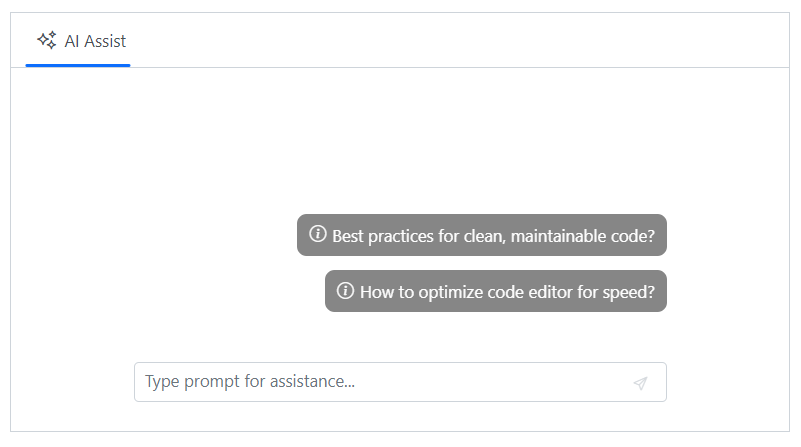 AI Assist
Best practices for clean, maintainable code?
How to optimize code editor for speed?
Type prompt for assistance...